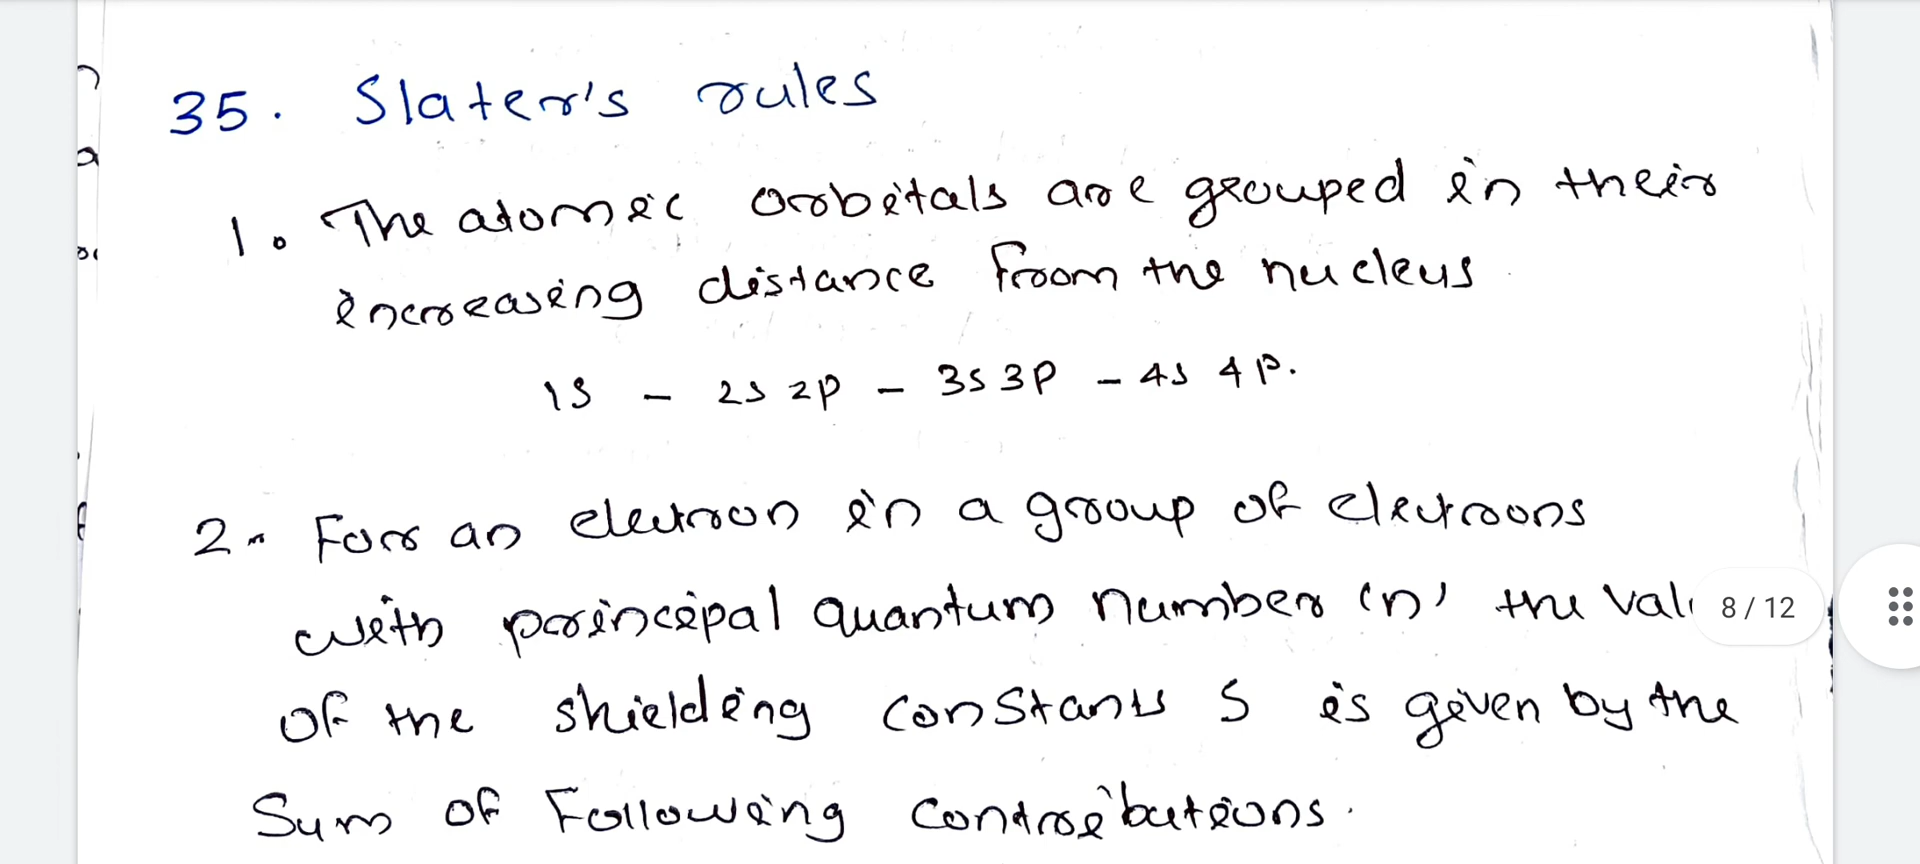 35. Slater's rules
1. The atomic orbitals are grouped in their
increasing distance from the nucleus
1s - 2s 2p - 3s 3p - 4s 4p.
2. For an electron in a group of electrons
with principal quantum number 'n' the
8 / 12
of the shielding constants S is given by the
Sum of Following contributions.